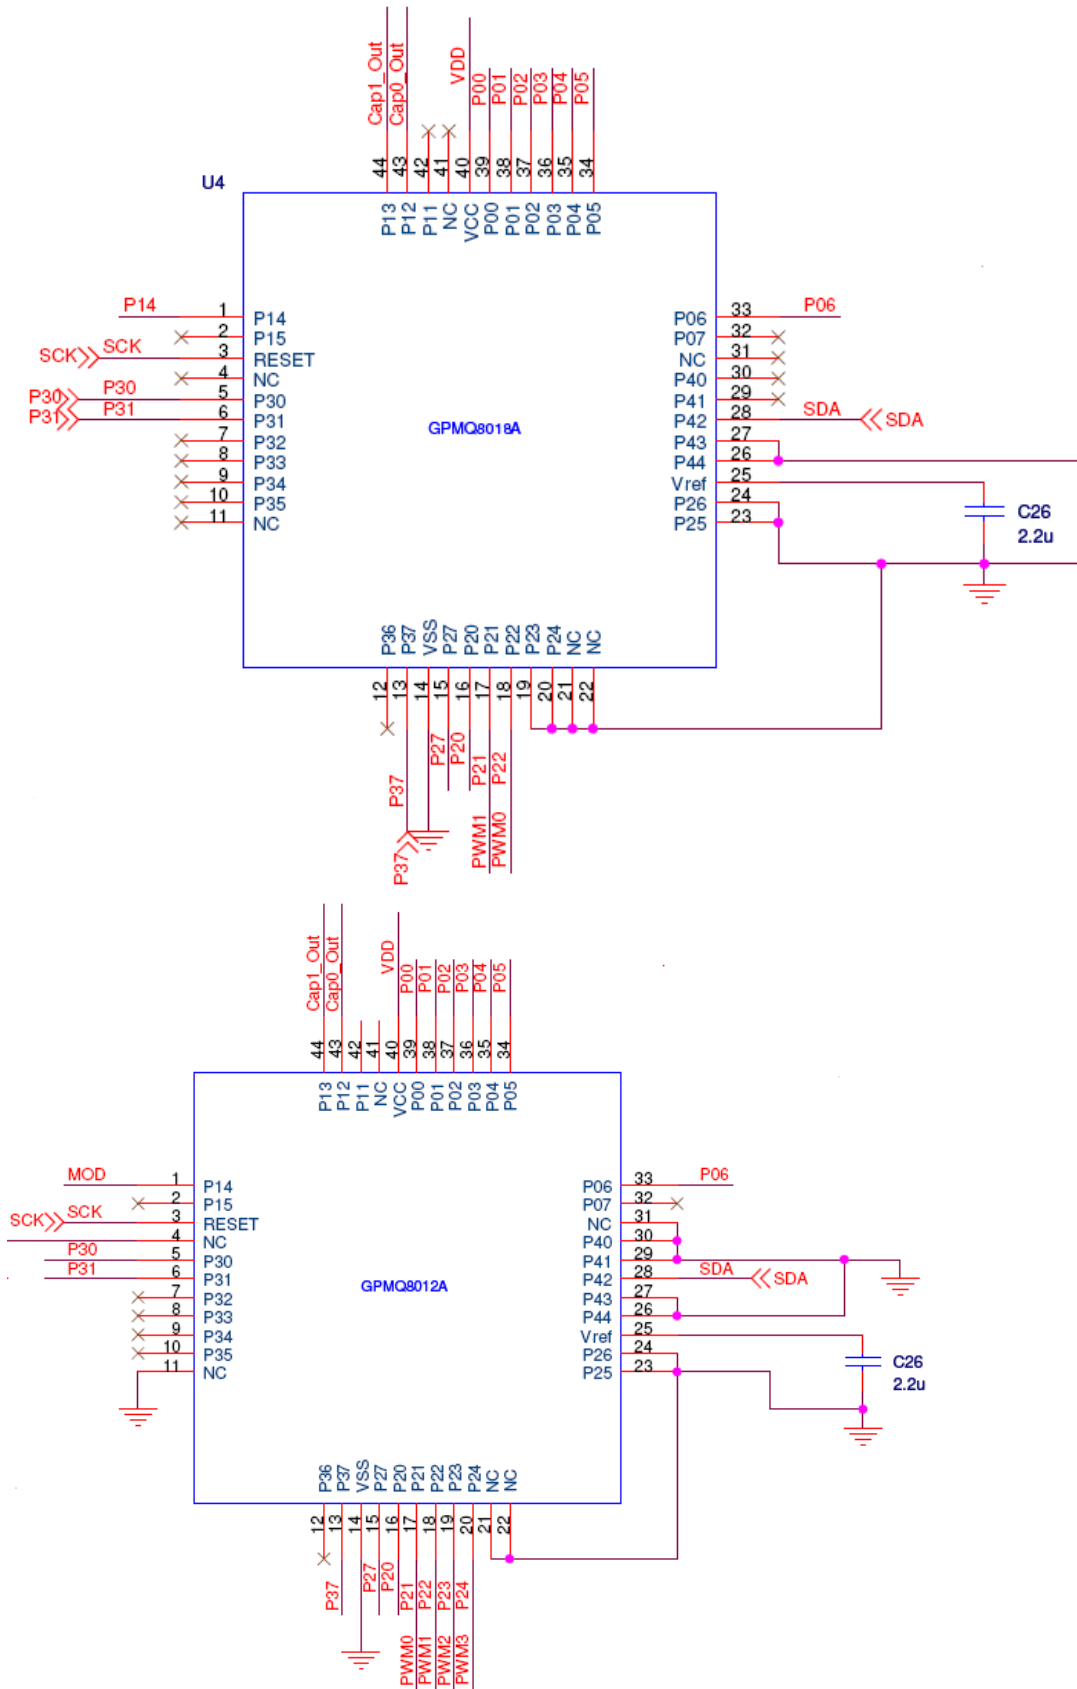 Cap1_Out
Cap0_Out
VDD
P00
P01
P02
P03
P04
P05
44
43
42
41
40
39
38
37
36
35
34
U4
P13
P12
P11
NC
VCC
P00
P01
P02
P03
P04
P05
P14 1 P14
2 P15
SCK SCK 3 RESET
4 NC
P30 P30 5 P30
P31 P31 6 P31
7 P32
8 P33
9 P34
10 P35
11 NC
GPMQ8018A
P06 33 P06
P07 32
NC 31
P40 30
P41 29
P42 28 SDA SDA
P43 27
P44 26
Vref 25
P26 24
P25 23
C26
2.2u
P36
P37
VSS
P27
P20
P21
P22
P23
P24
NC
NC
12
13
14
15
16
17
18
19
20
21
22
P37
P27
P20
P21
P22
P37
PWM1
PWM0
Cap1_Out
Cap0_Out
VDD
P00
P01
P02
P03
P04
P05
44
43
42
41
40
39
38
37
36
35
34
P13
P12
P11
NC
VCC
P00
P01
P02
P03
P04
P05
MOD 1 P14
2 P15
SCK SCK 3 RESET
4 NC
P30 5 P30
P31 6 P31
7 P32
8 P33
9 P34
10 P35
11 NC
GPMQ8012A
P06 33 P06
P07 32
NC 31
P40 30
P41 29
P42 28 SDA SDA
P43 27
P44 26
Vref 25
P26 24
P25 23
C26
2.2u
P36
P37
VSS
P27
P20
P21
P22
P23
P24
NC
NC
12
13
14
15
16
17
18
19
20
21
22
P37
P27
P20
P21
P22
P23
P24
PWM0
PWM1
PWM2
PWM3